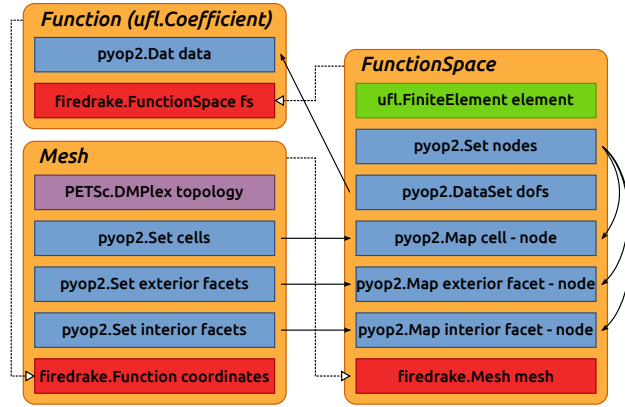 Function (ufl.Coefficient)
pyop2.Dat data
firedrake.FunctionSpace fs
Mesh
PETSc.DMPlex topology
pyop2.Set cells
pyop2.Set exterior facets
pyop2.Set interior facets
firedrake.Function coordinates
FunctionSpace
ufl.FiniteElement element
pyop2.Set nodes
pyop2.DataSet dofs
pyop2.Map cell - node
pyop2.Map exterior facet - node
pyop2.Map interior facet - node
firedrake.Mesh mesh